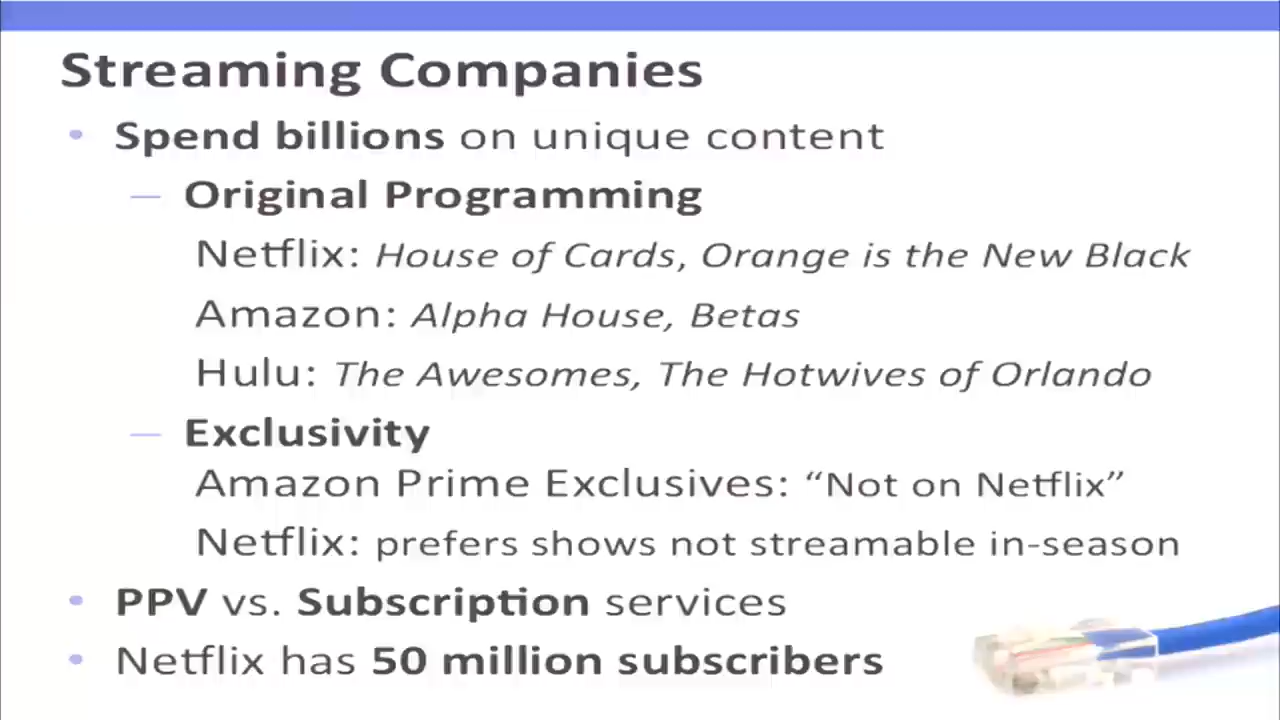 Streaming Companies
• Spend billions on unique content
– Original Programming
Netflix: House of Cards, Orange is the New Black
Amazon: Alpha House, Betas
Hulu: The Awesomes, The Hotwives of Orlando
– Exclusivity
Amazon Prime Exclusives: “Not on Netflix”
Netflix: prefers shows not streamable in-season
• PPV vs. Subscription services
• Netflix has 50 million subscribers